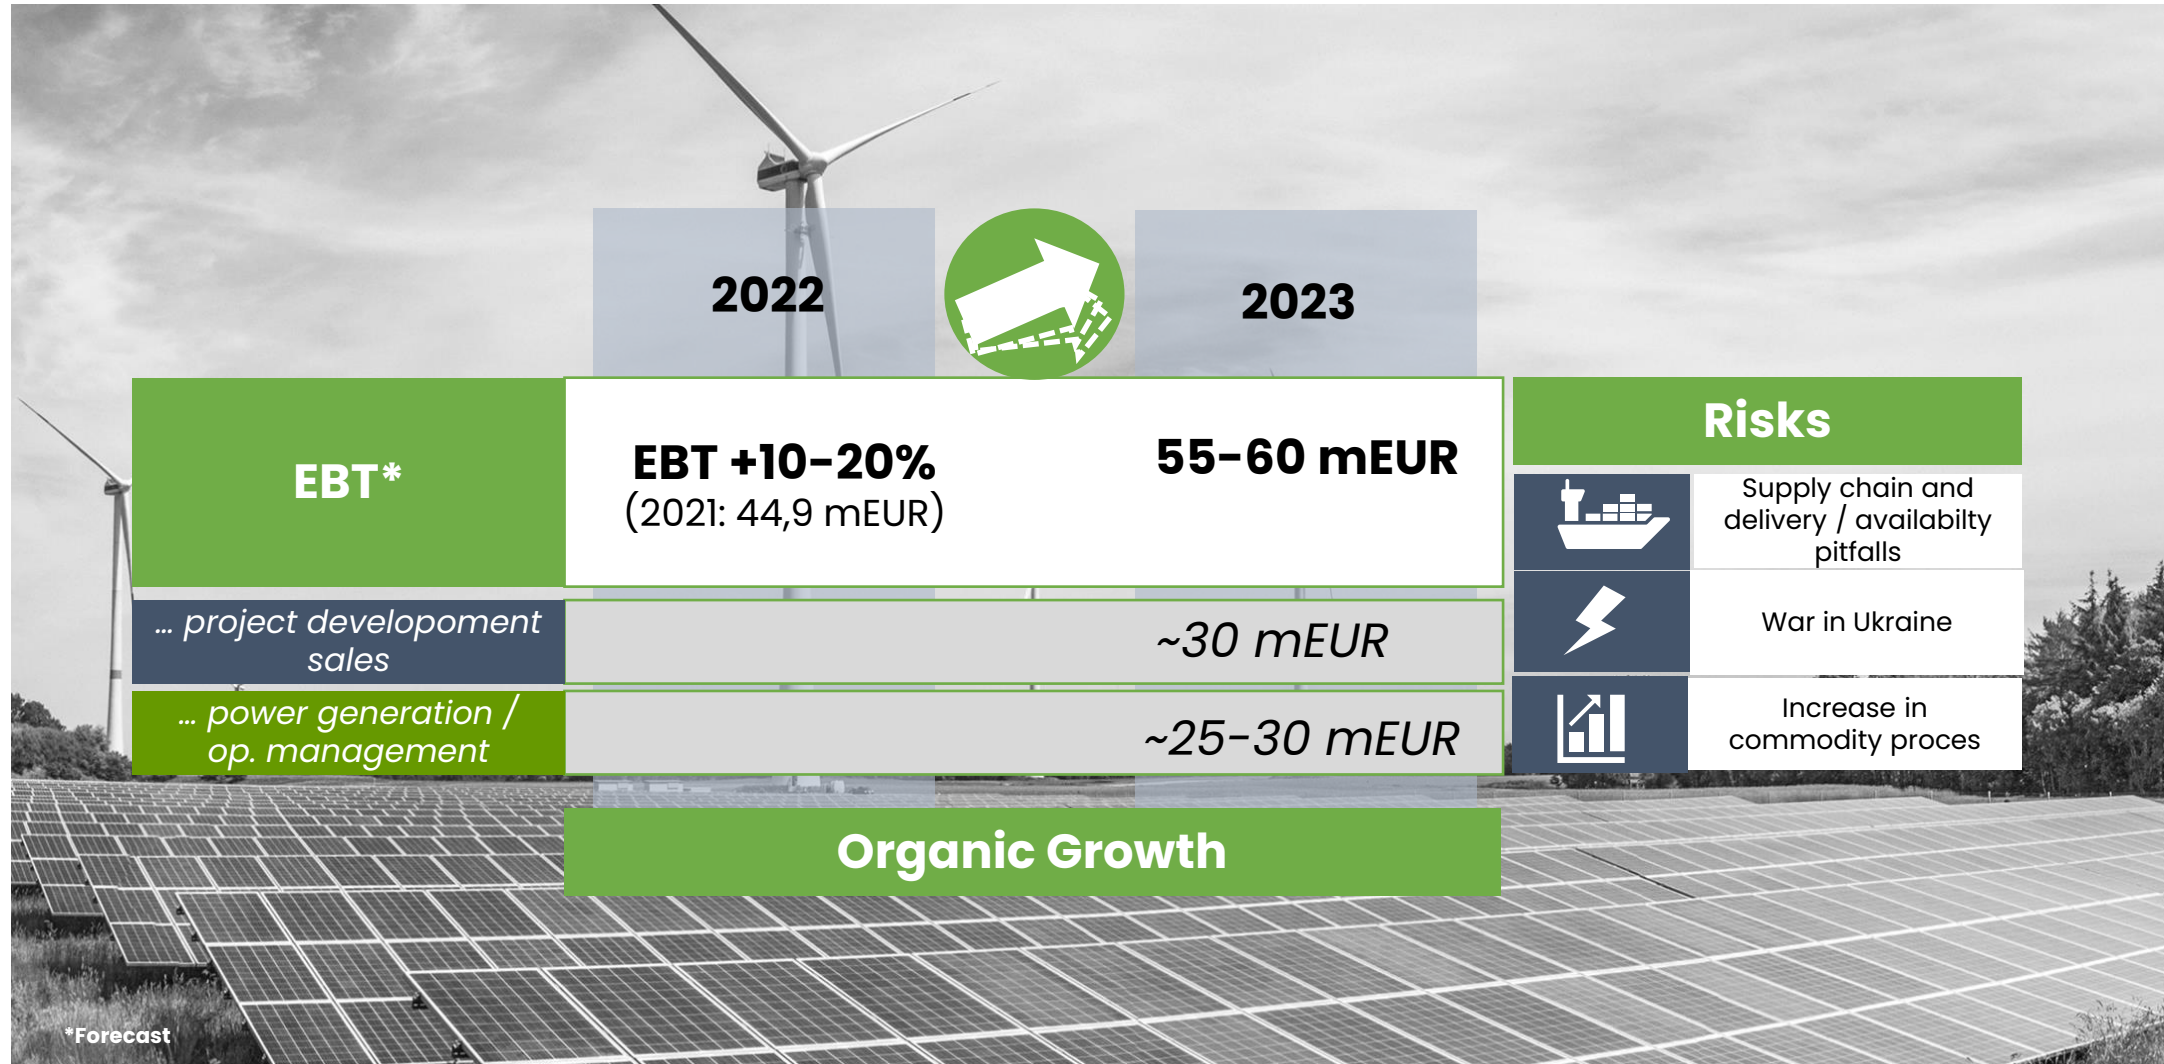 2022
2023
EBT*
EBT +10-20%
(2021: 44,9 mEUR)
55-60 mEUR
... project developoment
sales
~30 mEUR
... power generation /
op. management
~25-30 mEUR
Organic Growth
Risks
Supply chain and
delivery / availabilty
pitfalls
War in Ukraine
Increase in
commodity proces
*Forecast